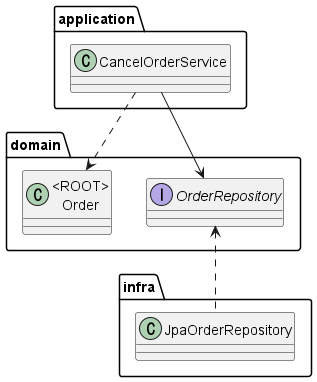 application
C CancelOrderService
domain
C <ROOT>
Order
I OrderRepository
infra
C JpaOrderRepository